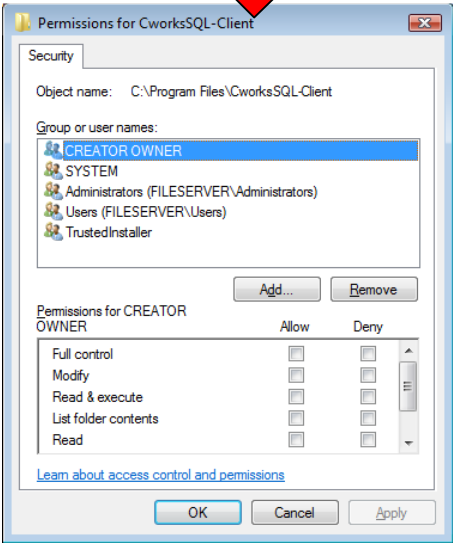 Permissions for CworksSQL-Client
Security
Object name: C:\Program Files\CworksSQL-Client
Group or user names:
CREATOR OWNER
SYSTEM
Administrators (FILESERVER\Administrators)
Users (FILESERVER\Users)
TrustedInstaller
Add...
Remove
Permissions for CREATOR
OWNER Allow Deny
Full control
Modify
Read & execute
List folder contents
Read
Learn about access control and permissions
OK Cancel Apply